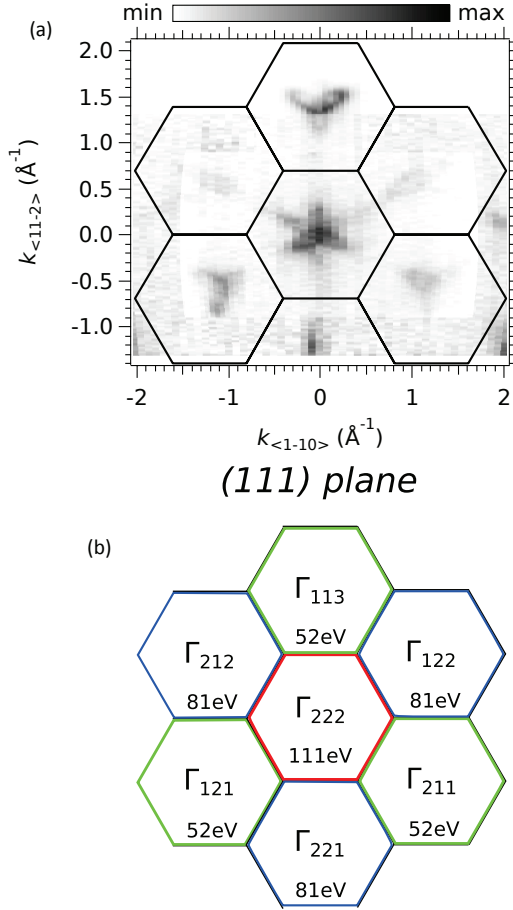 min max
(a)
2.0
1.5
1.0
0.5
0.0
-0.5
-1.0
k<11-2> (Å-1)
-2 -1 0 1 2
k<1-10> (Å-1)
(111) plane
(b)
Γ113
52eV
Γ212 Γ122
81eV 81eV
Γ222
111eV
Γ121 Γ211
52eV 52eV
Γ221
81eV